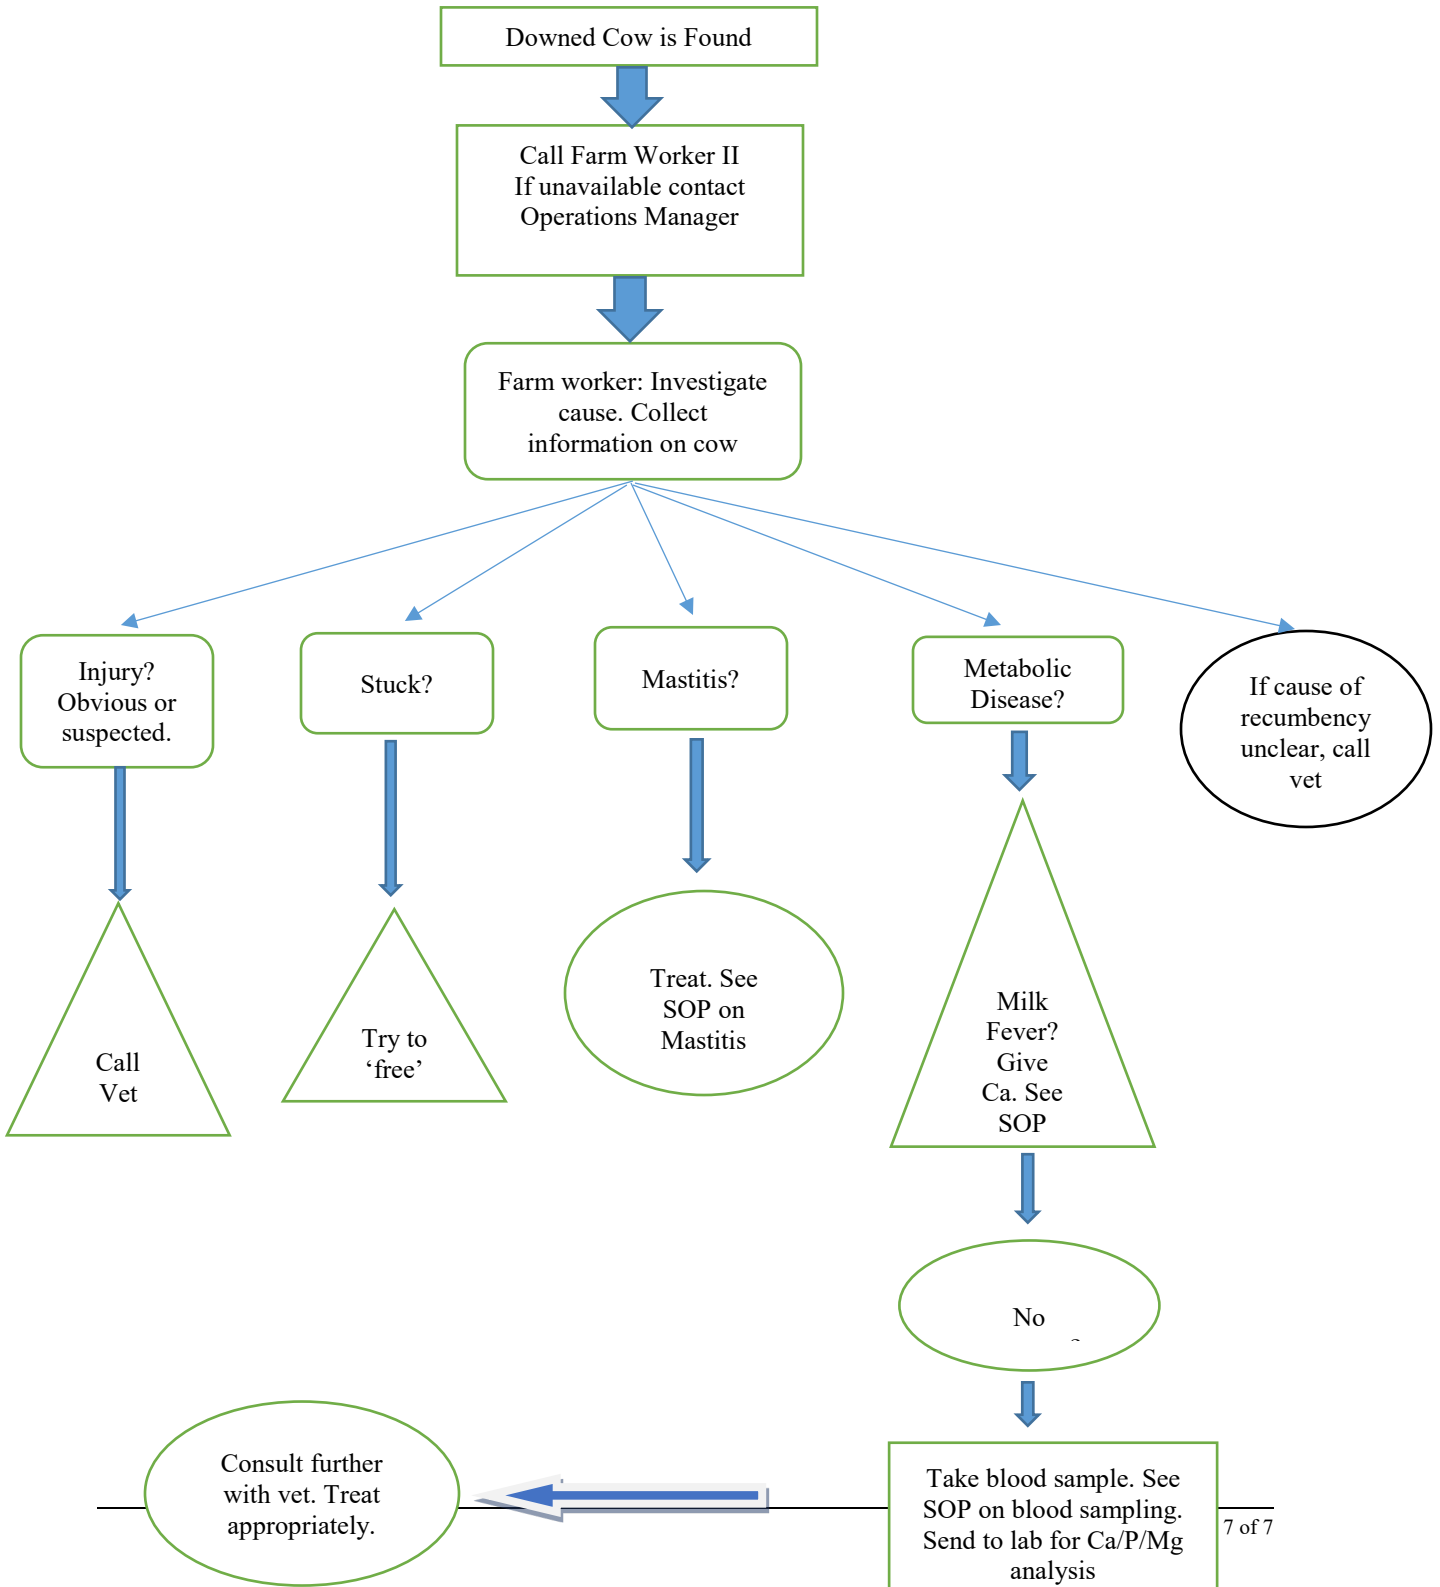 Downed Cow is Found
Call Farm Worker II
If unavailable contact
Operations Manager
Farm worker: Investigate
cause. Collect
information on cow
Injury?
Obvious or
suspected.
Stuck?
Mastitis?
Metabolic
Disease?
If cause of
recumbency
unclear, call
vet
Call
Vet
Try to
‘free’
Treat. See
SOP on
Mastitis
Milk
Fever?
Give
Ca. See
SOP
No
Take blood sample. See
SOP on blood sampling.
Send to lab for Ca/P/Mg
analysis
Consult further
with vet. Treat
appropriately.
7 of 7